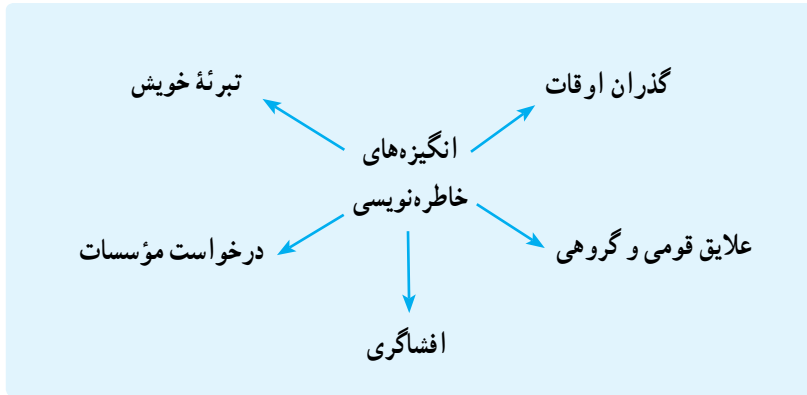 گذران اوقات
تبرئهٔ خویش
انگیزه‌های
خاطره‌نویسی
علایق قومی و گروهی
درخواست مؤسسات
افشاگری